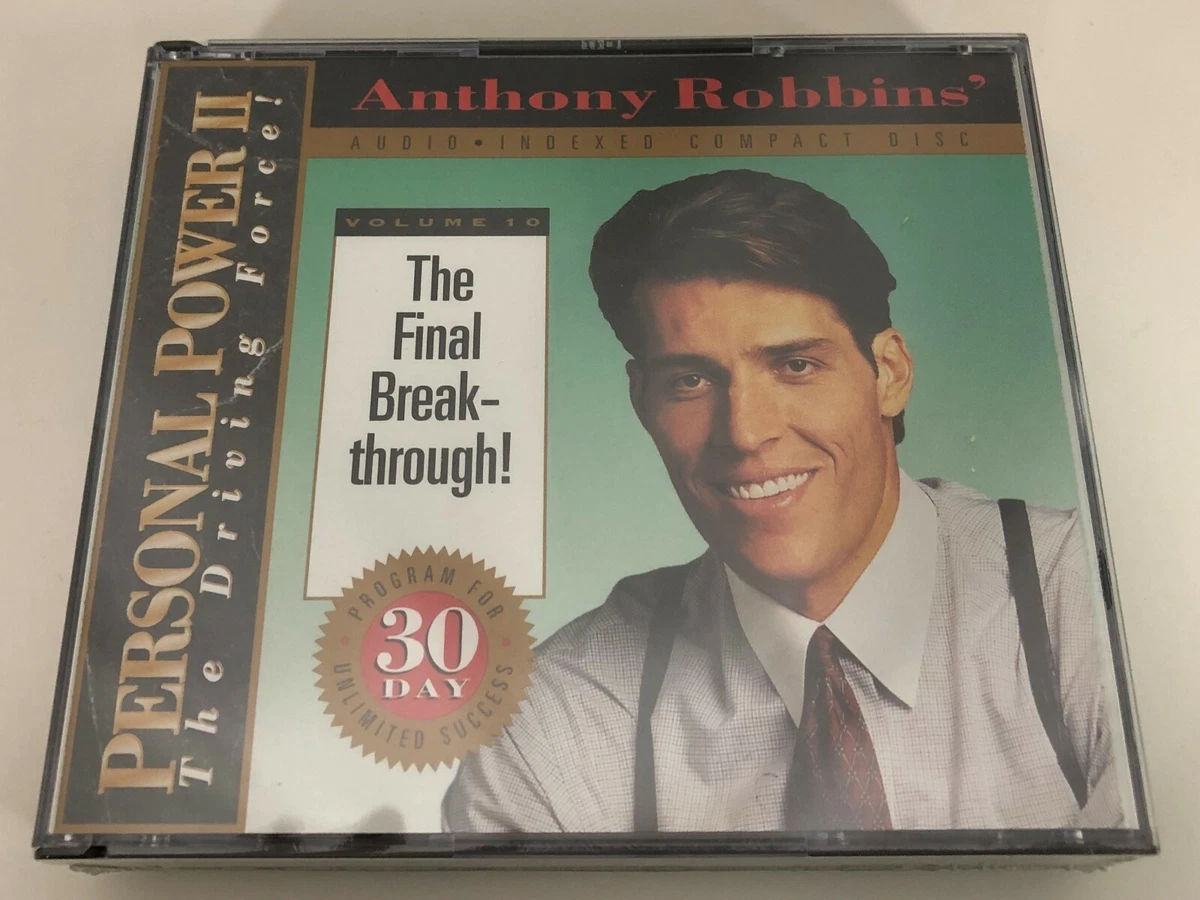 Anthony Robbins'
AUDIO • INDEXED COMPACT DISC
PERSONAL POWER II
The Driving Force!
VOLUME 10
The
Final
Break-
through!
PROGRAM FOR
30
DAY
UNLIMITED SUCCESS